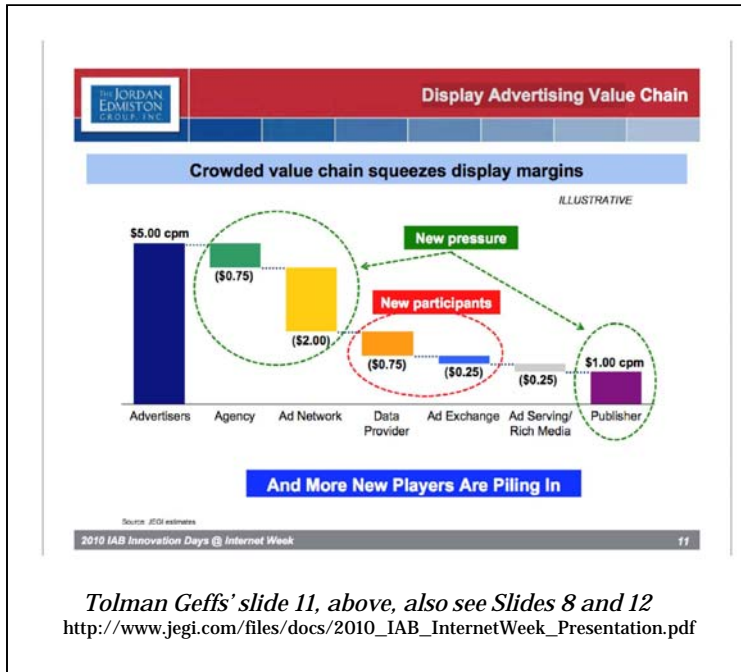 THE JORDAN
EDMISTON
GROUP, INC
Display Advertising Value Chain
Crowded value chain squeezes display margins
ILLUSTRATIVE
$5.00 cpm
New pressure
($0.75)
New participants
($2.00)
($0.75)
($0.25)
($0.25)
$1.00 cpm
Advertisers
Agency
Ad Network
Data
Provider
Ad Exchange
Ad Serving/
Rich Media
Publisher
And More New Players Are Piling In
Source: JEGI estimates
2010 IAB Innovation Days @ Internet Week
11
Tolman Geffs' slide 11, above, also see Slides 8 and 12
http://www.jegi.com/files/docs/2010_IAB_InternetWeek_Presentation.pdf